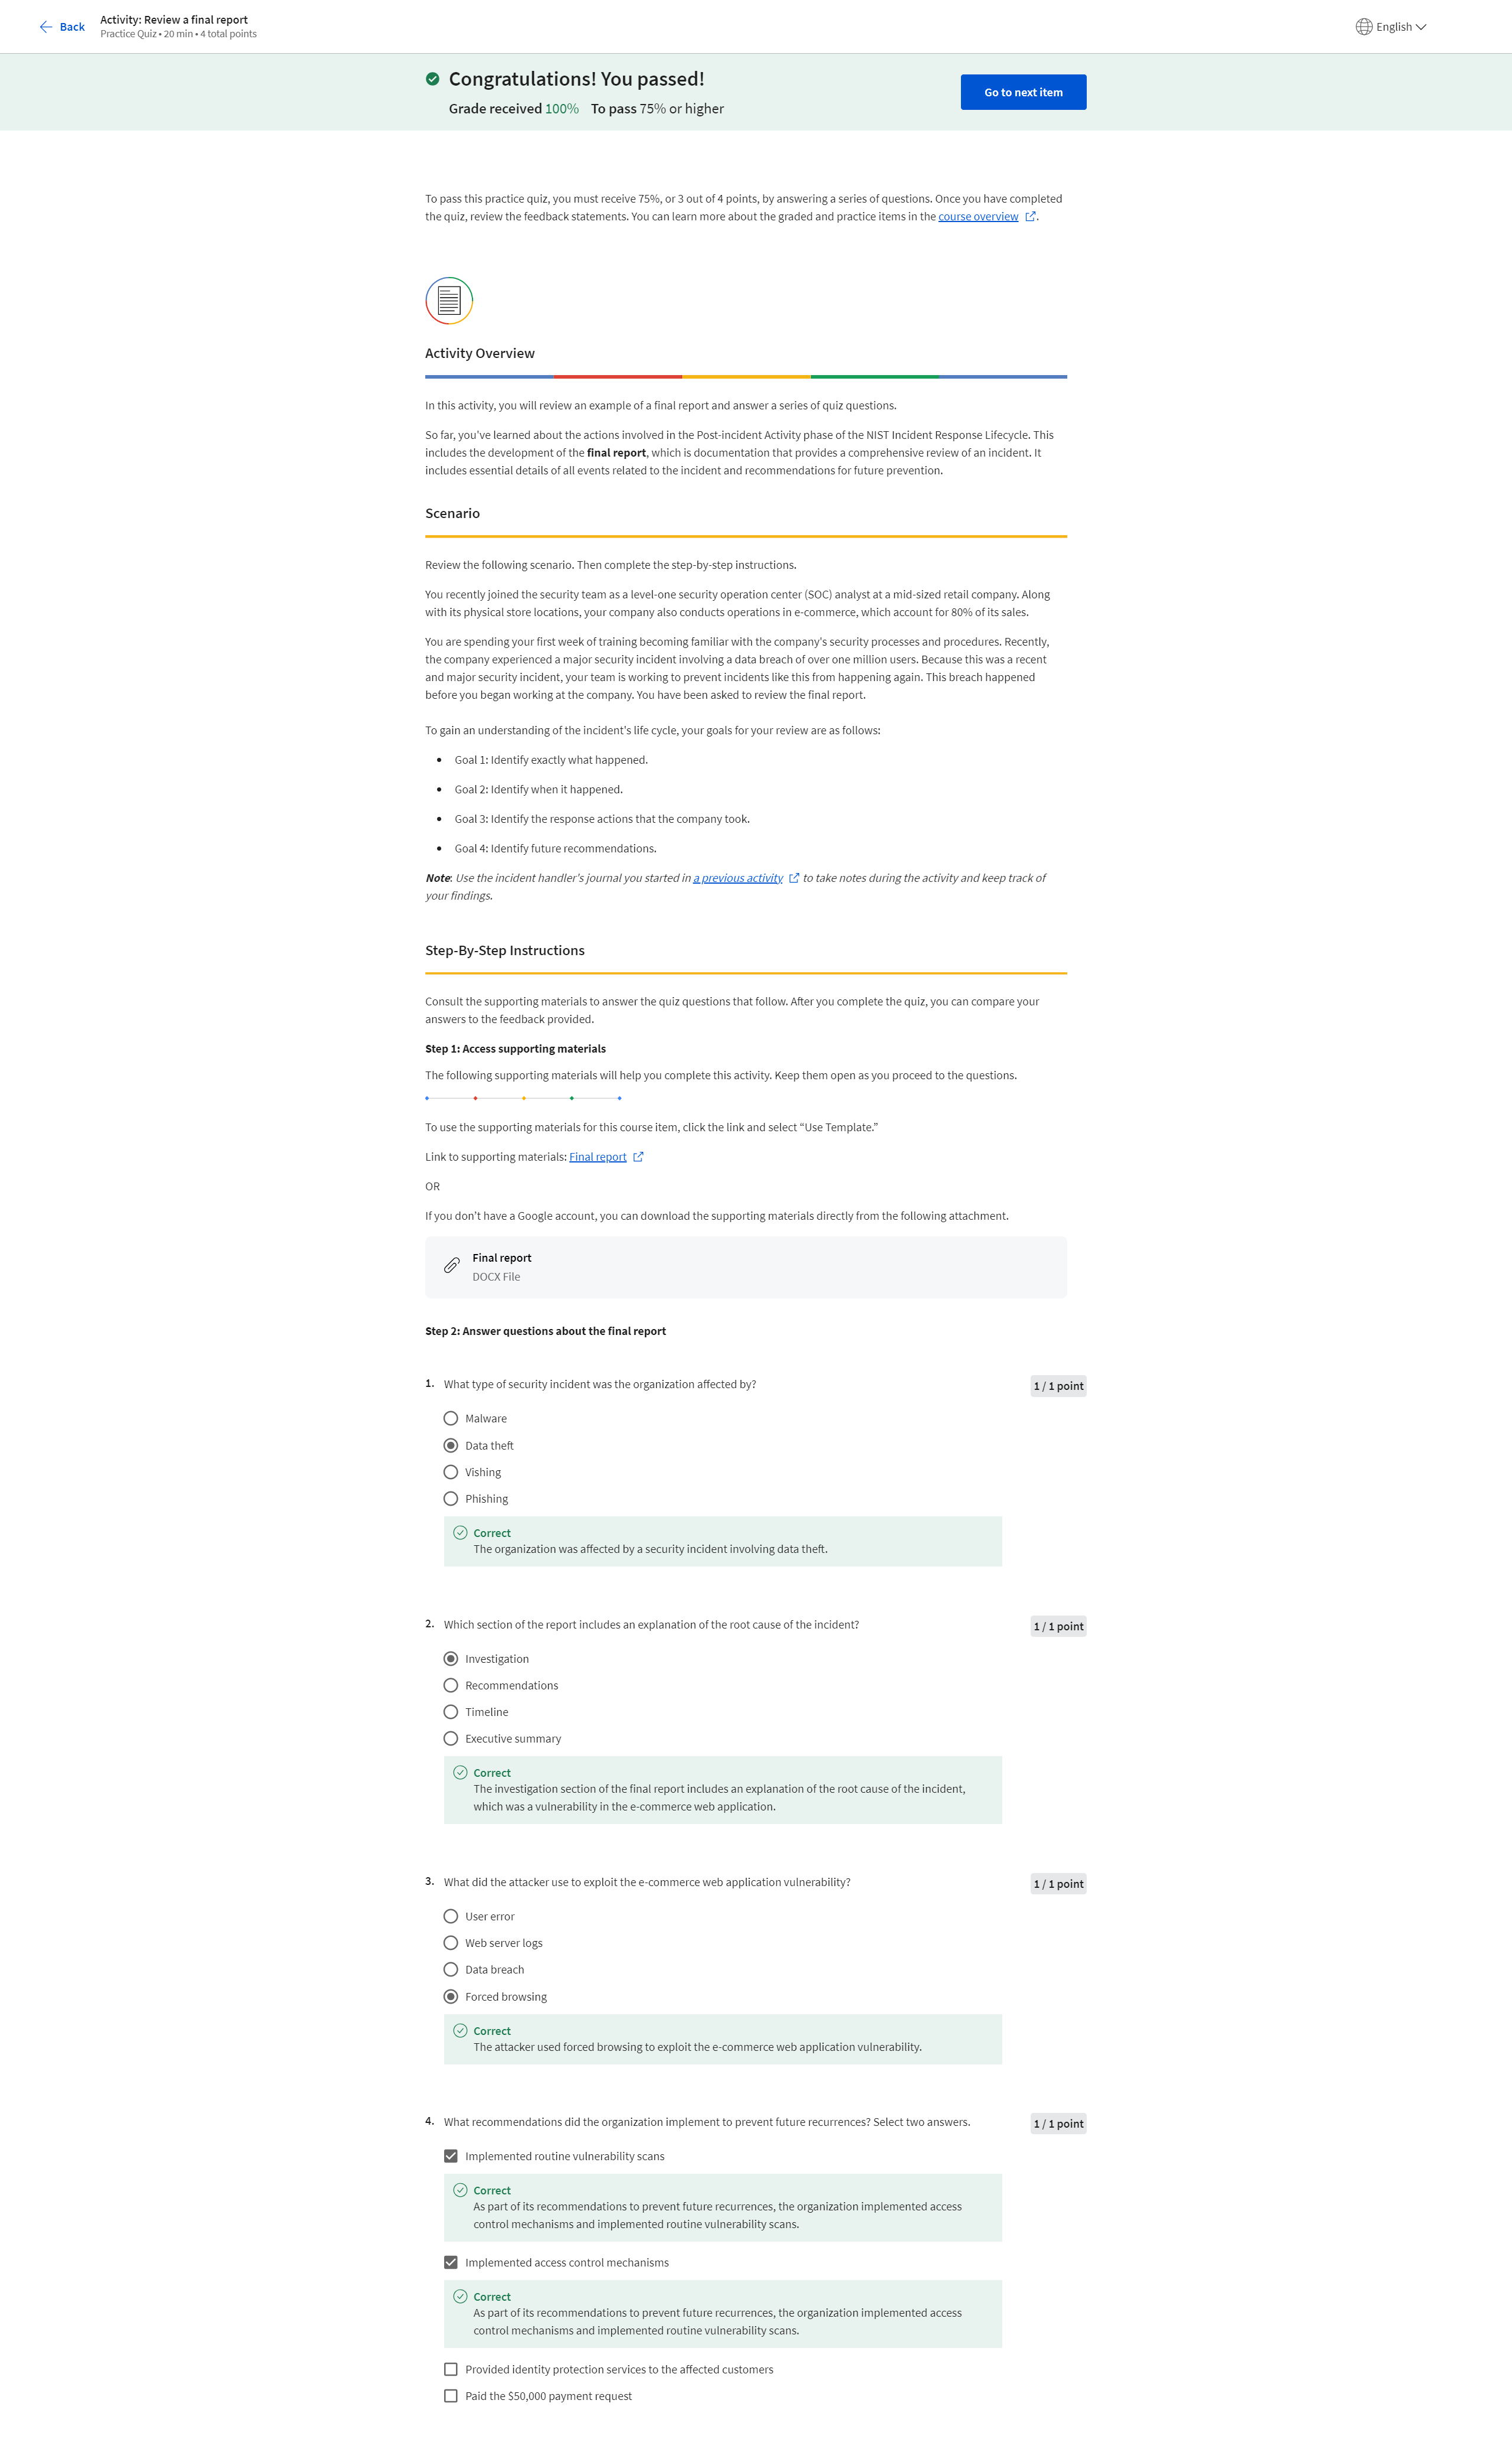 Back
Activity: Review a final report
Practice Quiz • 20 min • 4 total points
English
Congratulations! You passed!
Grade received 100% To pass 75% or higher
Go to next item
To pass this practice quiz, you must receive 75%, or 3 out of 4 points, by answering a series of questions. Once you have completed
the quiz, review the feedback statements. You can learn more about the graded and practice items in the course overview .
Activity Overview
In this activity, you will review an example of a final report and answer a series of quiz questions.
So far, you've learned about the actions involved in the Post-incident Activity phase of the NIST Incident Response Lifecycle. This
includes the development of the final report, which is documentation that provides a comprehensive review of an incident. It
includes essential details of all events related to the incident and recommendations for future prevention.
Scenario
Review the following scenario. Then complete the step-by-step instructions.
You recently joined the security team as a level-one security operation center (SOC) analyst at a mid-sized retail company. Along
with its physical store locations, your company also conducts operations in e-commerce, which account for 80% of its sales.
You are spending your first week of training becoming familiar with the company's security processes and procedures. Recently,
the company experienced a major security incident involving a data breach of over one million users. Because this was a recent
and major security incident, your team is working to prevent incidents like this from happening again. This breach happened
before you began working at the company. You have been asked to review the final report.
To gain an understanding of the incident's life cycle, your goals for your review are as follows:
• Goal 1: Identify exactly what happened.
• Goal 2: Identify when it happened.
• Goal 3: Identify the response actions that the company took.
• Goal 4: Identify future recommendations.
Note: Use the incident handler's journal you started in a previous activity to take notes during the activity and keep track of
your findings.
Step-By-Step Instructions
Consult the supporting materials to answer the quiz questions that follow. After you complete the quiz, you can compare your
answers to the feedback provided.
Step 1: Access supporting materials
The following supporting materials will help you complete this activity. Keep them open as you proceed to the questions.
To use the supporting materials for this course item, click the link and select “Use Template.”
Link to supporting materials: Final report
OR
If you don't have a Google account, you can download the supporting materials directly from the following attachment.
Final report
DOCX File
Step 2: Answer questions about the final report
1. What type of security incident was the organization affected by?
1 / 1 point
Malware
Data theft
Vishing
Phishing
Correct
The organization was affected by a security incident involving data theft.
2. Which section of the report includes an explanation of the root cause of the incident?
1 / 1 point
Investigation
Recommendations
Timeline
Executive summary
Correct
The investigation section of the final report includes an explanation of the root cause of the incident,
which was a vulnerability in the e-commerce web application.
3. What did the attacker use to exploit the e-commerce web application vulnerability?
1 / 1 point
User error
Web server logs
Data breach
Forced browsing
Correct
The attacker used forced browsing to exploit the e-commerce web application vulnerability.
4. What recommendations did the organization implement to prevent future recurrences? Select two answers.
1 / 1 point
Implemented routine vulnerability scans
Correct
As part of its recommendations to prevent future recurrences, the organization implemented access
control mechanisms and implemented routine vulnerability scans.
Implemented access control mechanisms
Correct
As part of its recommendations to prevent future recurrences, the organization implemented access
control mechanisms and implemented routine vulnerability scans.
Provided identity protection services to the affected customers
Paid the $50,000 payment request